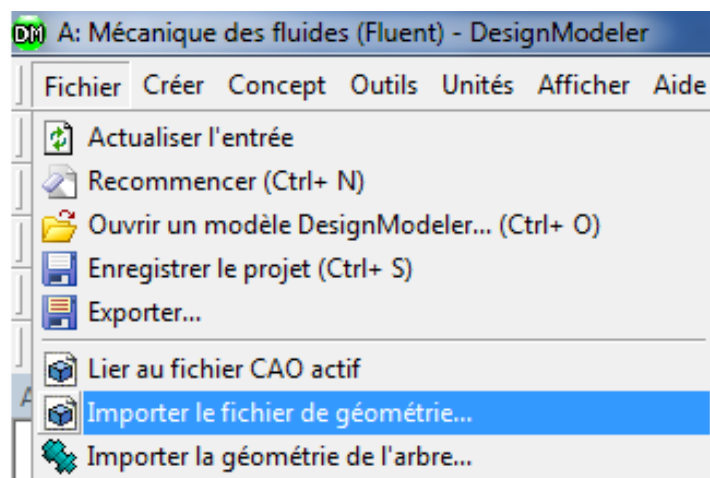 DM A: Mécanique des fluides (Fluent) - DesignModeler
Fichier Créer Concept Outils Unités Afficher Aide
Actualiser l'entrée
Recommencer (Ctrl+ N)
Ouvrir un modèle DesignModeler... (Ctrl+ O)
Enregistrer le projet (Ctrl+ S)
Exporter...
Lier au fichier CAO actif
Importer le fichier de géométrie...
Importer la géométrie de l'arbre...